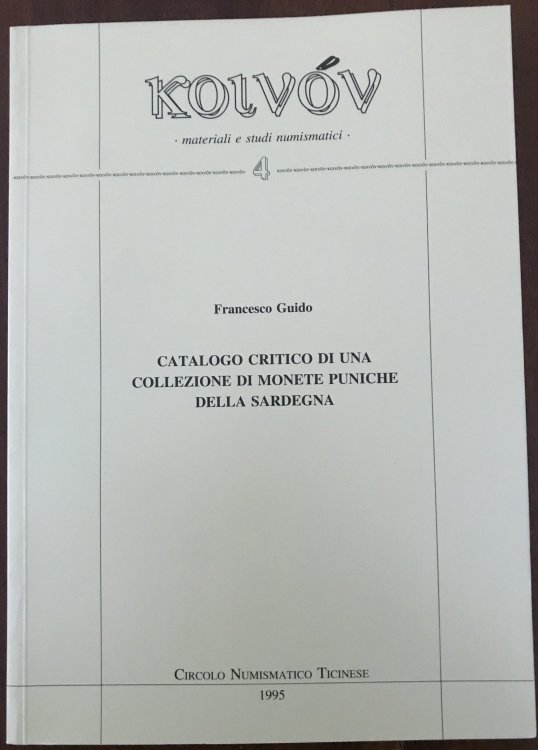 κοινόν
· materiali e studi numismatici ·
4
Francesco Guido
CATALOGO CRITICO DI UNA
COLLEZIONE DI MONETE PUNICHE
DELLA SARDEGNA
CIRCOLO NUMISMATICO TICINESE
1995